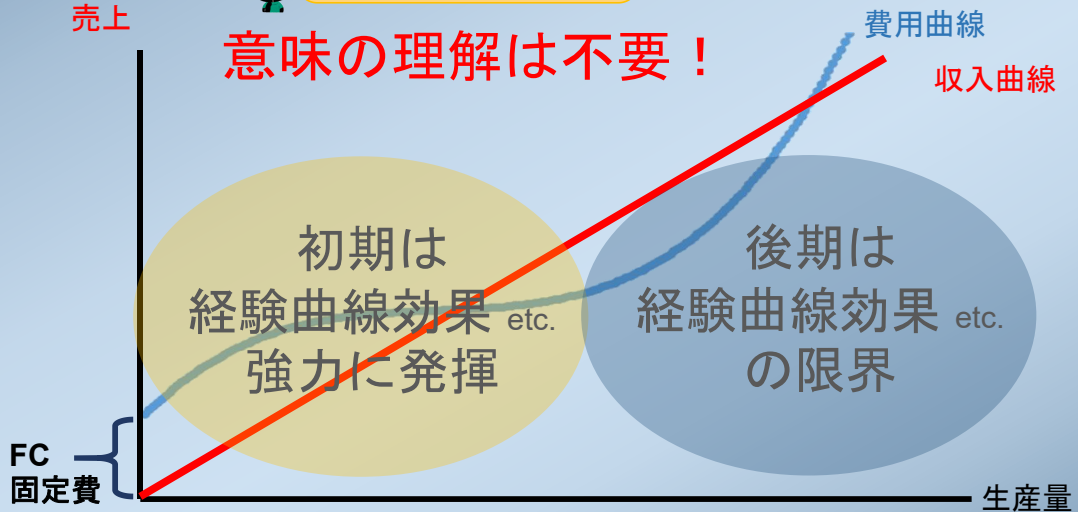 売上
意味の理解は不要！
費用曲線
収入曲線
初期は
経験曲線効果 etc.
強力に発揮
後期は
経験曲線効果 etc.
の限界
FC
固定費
生産量